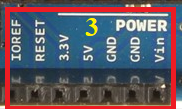 3
POWER
IOREF
RESET
3.3V
5V
GND
GND
Vin